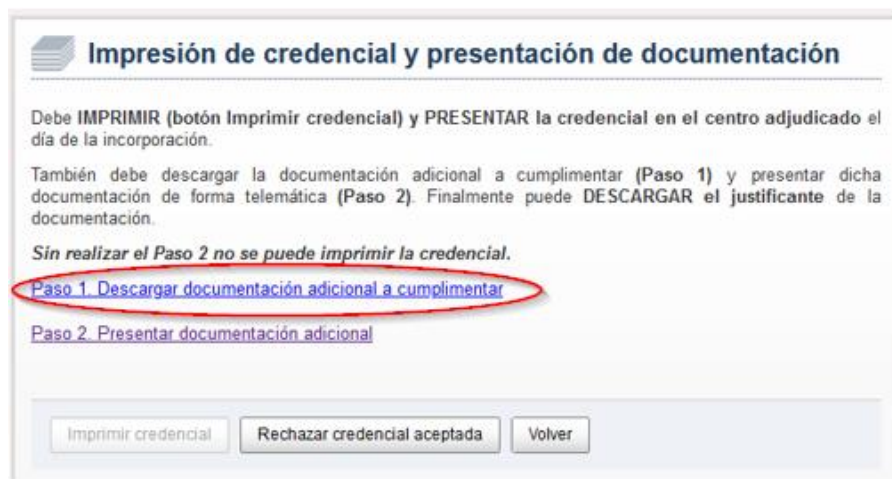 Impresión de credencial y presentación de documentación
Debe IMPRIMIR (botón Imprimir credencial) y PRESENTAR la credencial en el centro adjudicado el
día de la incorporación.
También debe descargar la documentación adicional a cumplimentar (Paso 1) y presentar dicha
documentación de forma telemática (Paso 2). Finalmente puede DESCARGAR el justificante de la
documentación.
Sin realizar el Paso 2 no se puede imprimir la credencial.
Paso 1. Descargar documentación adicional a cumplimentar
Paso 2. Presentar documentación adicional
Imprimir credencial Rechazar credencial aceptada Volver